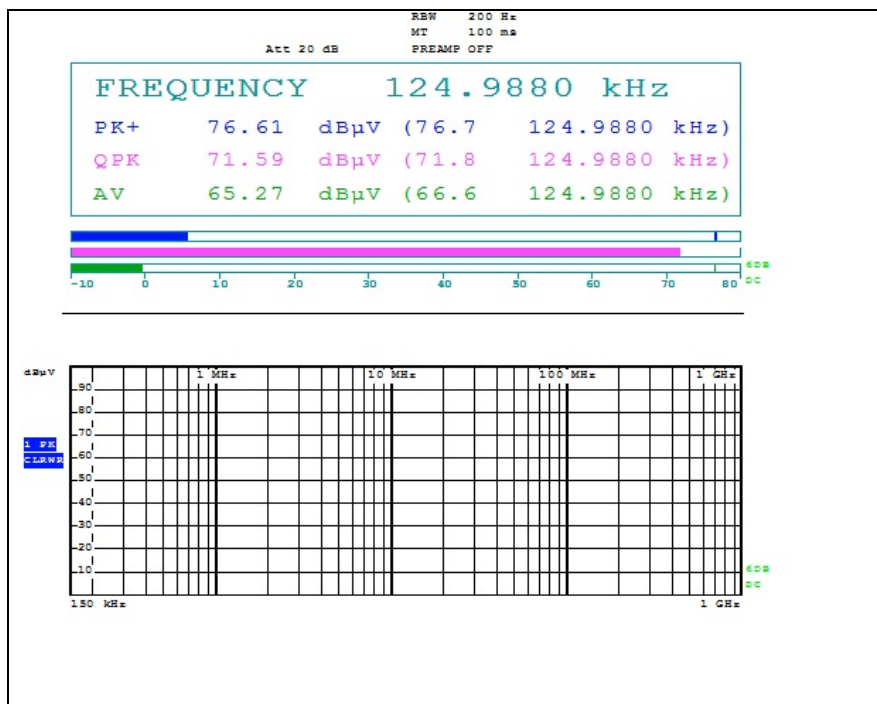 RBW 200 Hz
MT 100 ms
Att 20 dB PREAMP OFF
FREQUENCY 124.9880 kHz
PK+ 76.61 dBµV (76.7 124.9880 kHz)
QPK 71.59 dBµV (71.8 124.9880 kHz)
AV 65.27 dBµV (66.6 124.9880 kHz)
6DB
-10 0 10 20 30 40 50 60 70 80 DC
dBµV 1 MHz 10 MHz 100 MHz 1 GHz
90
80
70
1 PK
60
CLRWR
50
40
30
20
10 6DB
DC
150 kHz 1 GHz